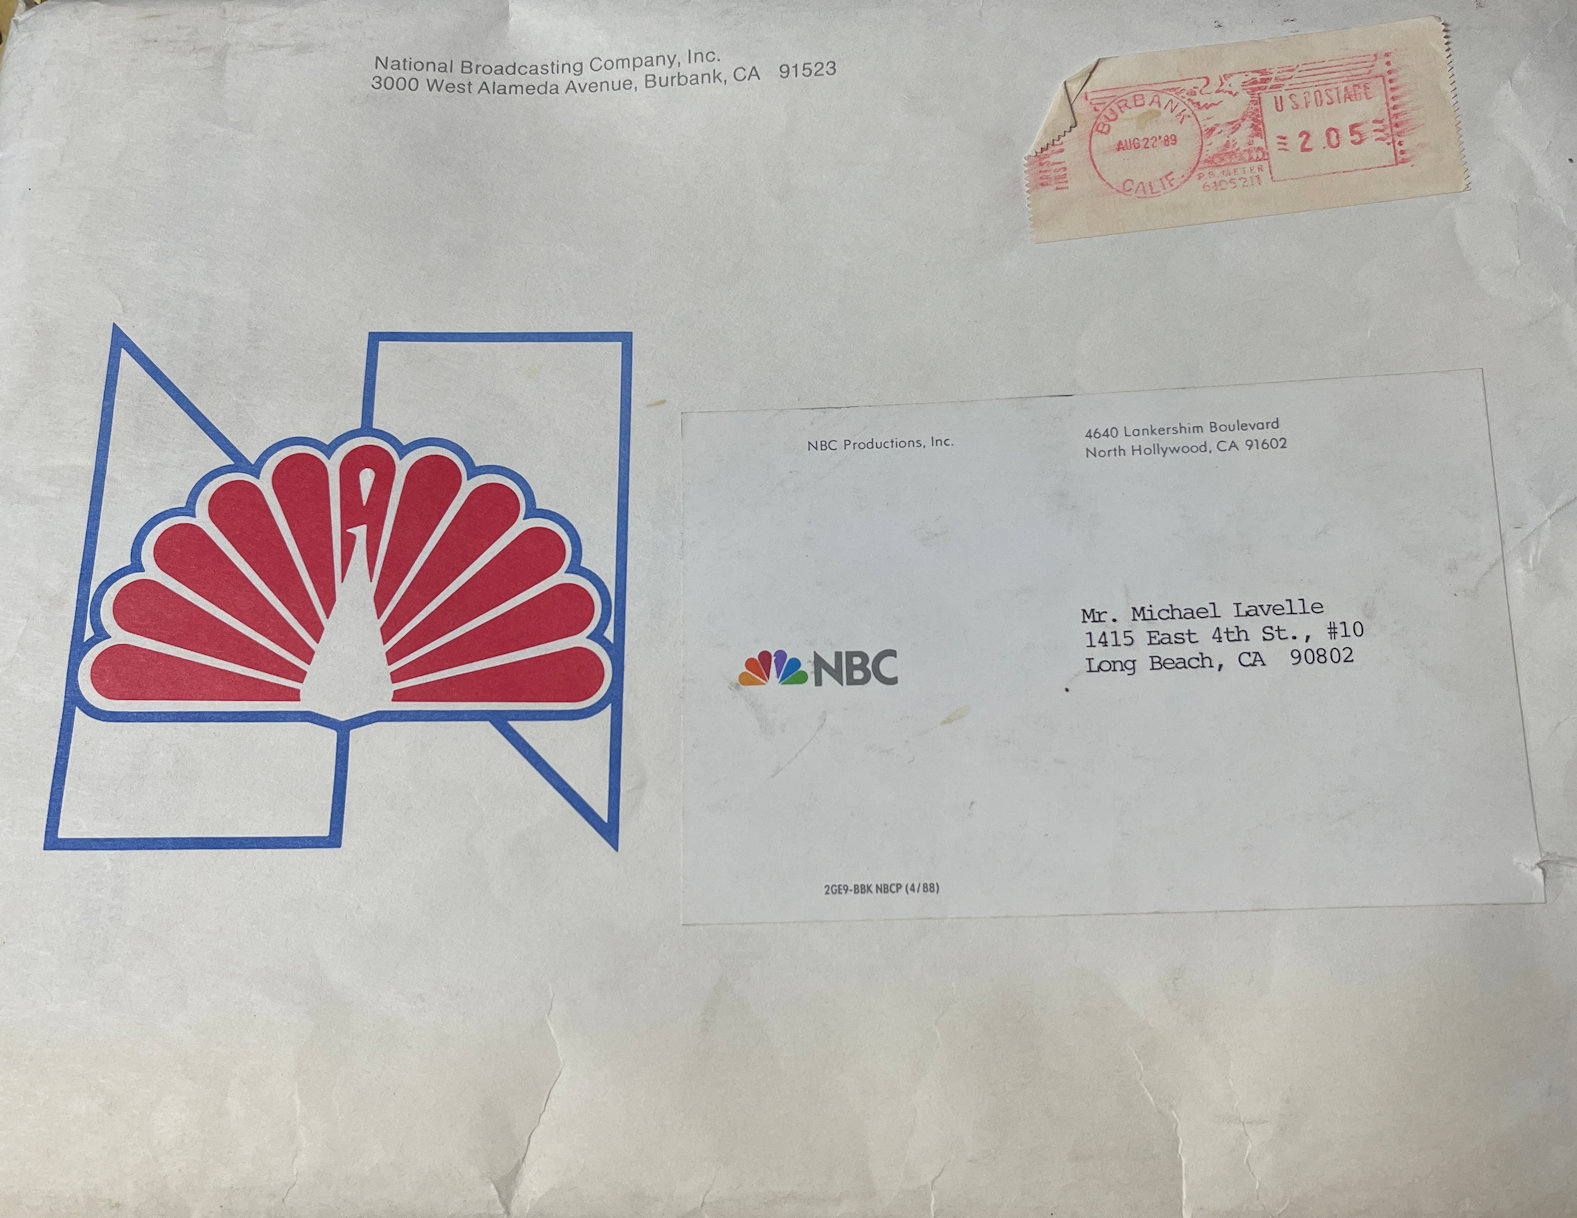 National Broadcasting Company, Inc.
3000 West Alameda Avenue, Burbank, CA 91523
BURBANK
AUG 22 '89
CALIF.
U.S. POSTAGE
2.05
P.B. METER
NBC Productions, Inc.
4640 Lankershim Boulevard
North Hollywood, CA 91602
Mr. Michael Lavelle
1415 East 4th St., #10
Long Beach, CA 90802
NBC
2GE9-BBK NBCP (4/88)